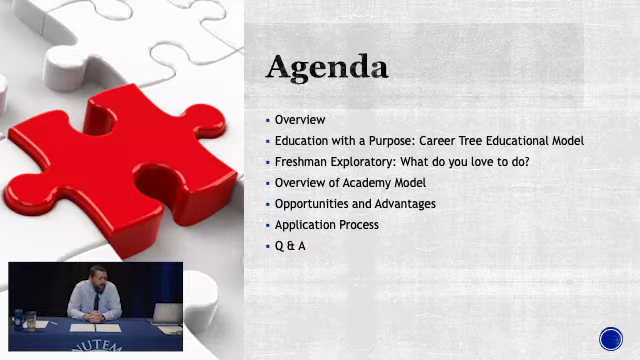 Agenda
Overview
Education with a Purpose: Career Tree Educational Model
Freshman Exploratory: What do you love to do?
Overview of Academy Model
Opportunities and Advantages
Application Process
Q & A
NUTEM